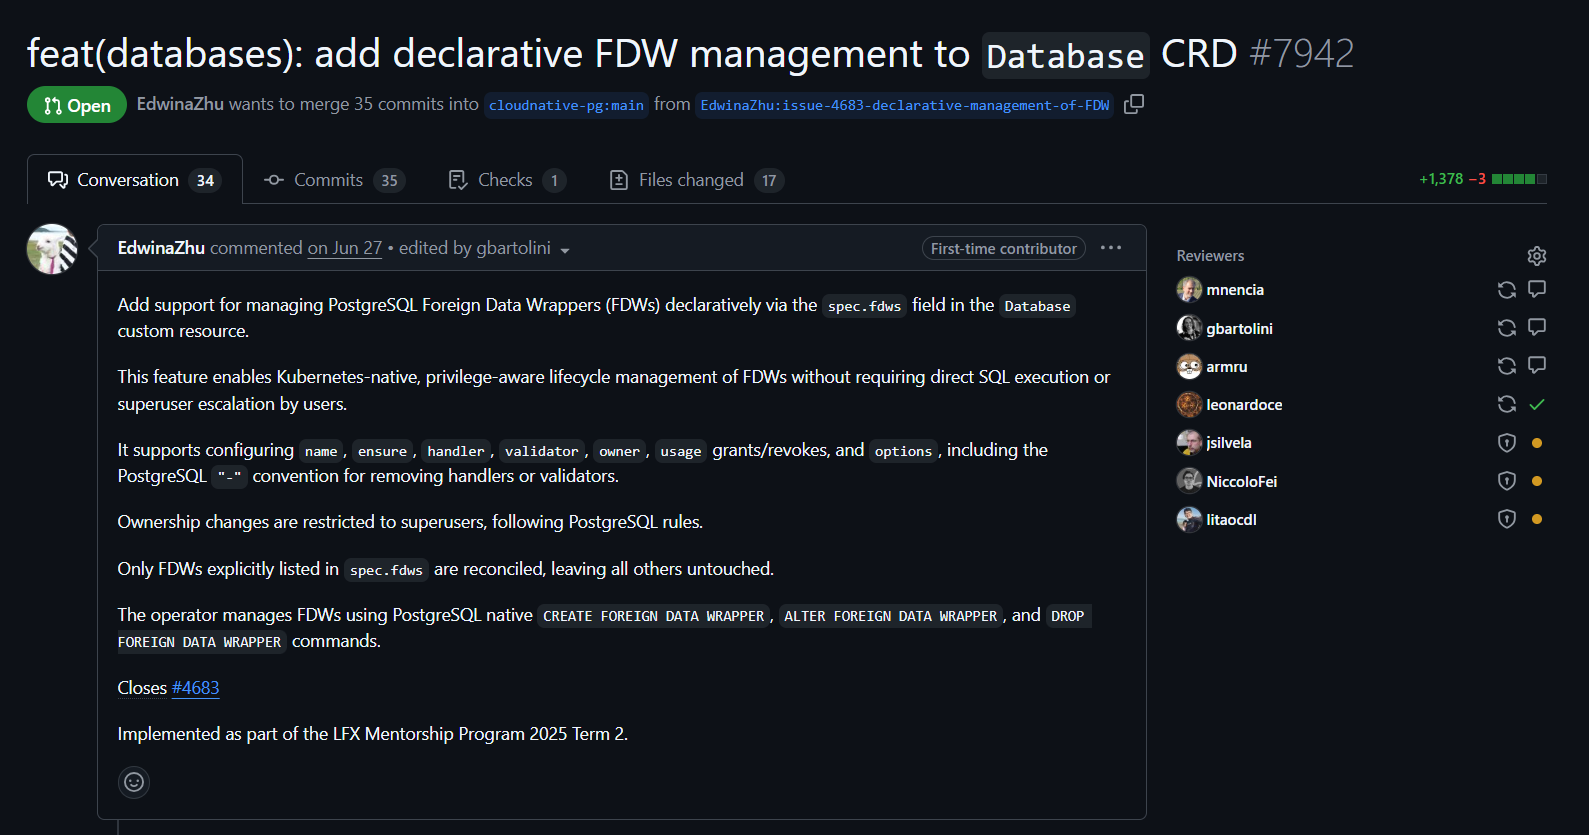 feat(databases): add declarative FDW management to Database CRD #7942
Open EdwinaZhu wants to merge 35 commits into cloudnative-pg:main from EdwinaZhu:issue-4683-declarative-management-of-FDW
Conversation 34 Commits 35 Checks 1 Files changed 17 +1,378 −3
EdwinaZhu commented on Jun 27 • edited by gbartolini First-time contributor
Add support for managing PostgreSQL Foreign Data Wrappers (FDWs) declaratively via the spec.fdws field in the Database
custom resource.
This feature enables Kubernetes-native, privilege-aware lifecycle management of FDWs without requiring direct SQL execution or
superuser escalation by users.
It supports configuring name, ensure, handler, validator, owner, usage grants/revokes, and options, including the
PostgreSQL "-" convention for removing handlers or validators.
Ownership changes are restricted to superusers, following PostgreSQL rules.
Only FDWs explicitly listed in spec.fdws are reconciled, leaving all others untouched.
The operator manages FDWs using PostgreSQL native CREATE FOREIGN DATA WRAPPER, ALTER FOREIGN DATA WRAPPER, and DROP
FOREIGN DATA WRAPPER commands.
Closes #4683
Implemented as part of the LFX Mentorship Program 2025 Term 2.
Reviewers
mnencia
gbartolini
armru
leonardoce
jsilvela
NiccoloFei
litaocdl